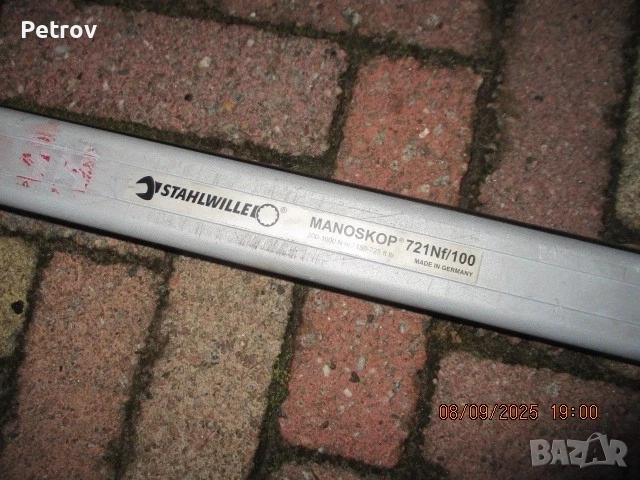 Petrov
STAHLWILLE ®
MANOSKOP® 721Nf/100
MADE IN GERMANY
08/09/2025 19:00
BAZAR